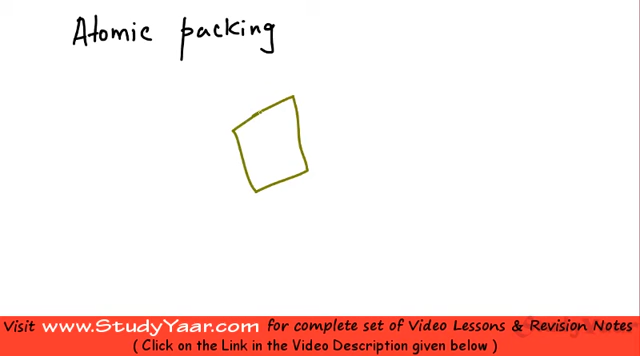 Atomic packing
Visit www.StudyYaar.com for complete set of Video Lessons & Revision Notes
( Click on the Link in the Video Description given below )